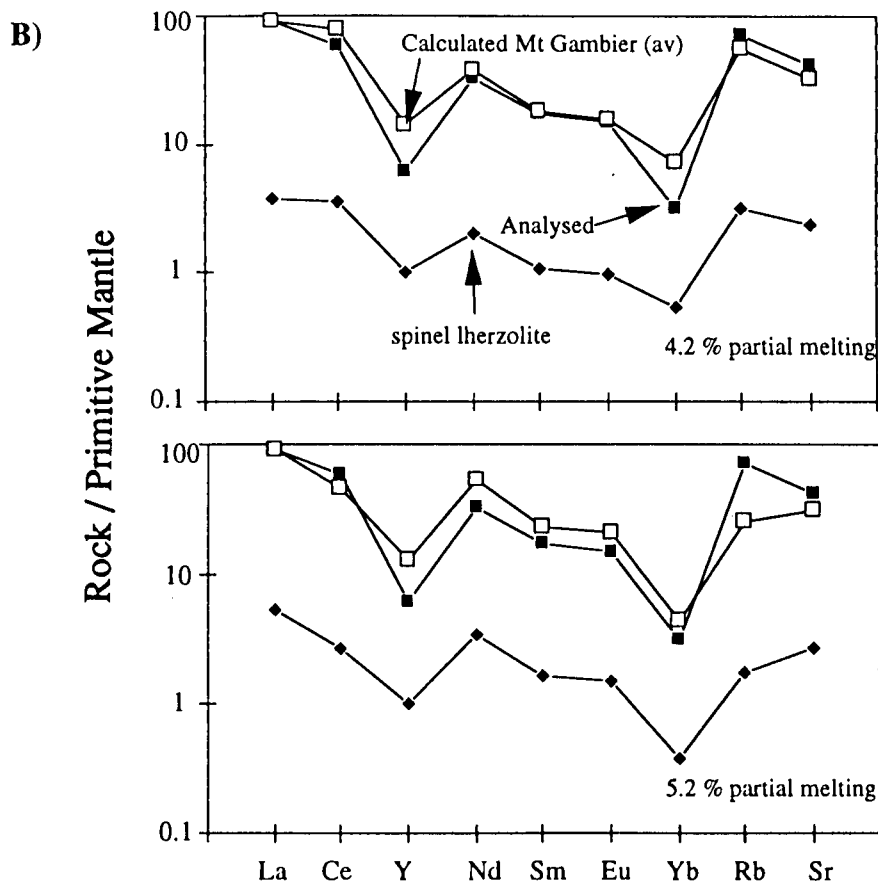 B)
Rock / Primitive Mantle
100
10
1
0.1
Calculated Mt Gambier (av)
Analysed
spinel lherzolite
4.2 % partial melting
100
10
1
0.1
5.2 % partial melting
La Ce Y Nd Sm Eu Yb Rb Sr